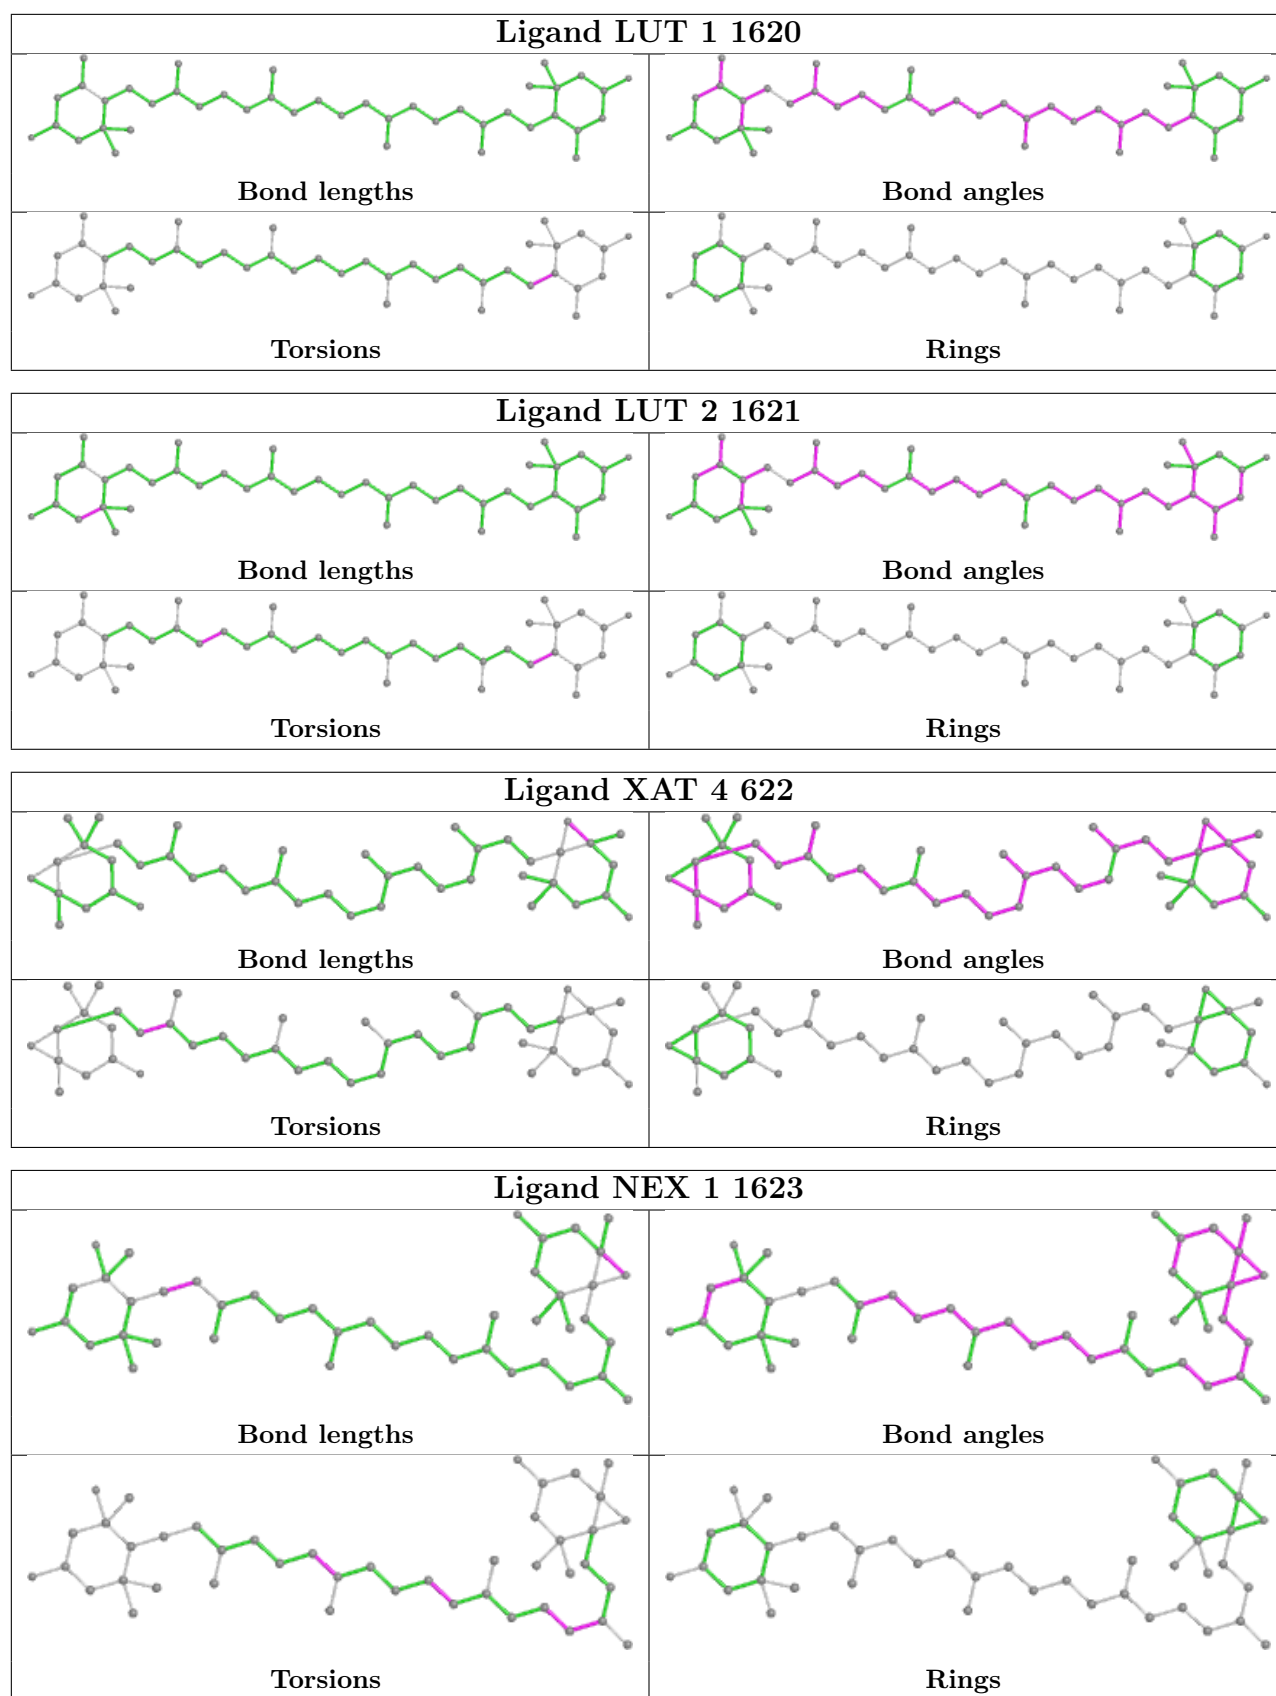 Ligand LUT 1 1620
Bond lengths
Bond angles
Torsions
Rings
Ligand LUT 2 1621
Bond lengths
Bond angles
Torsions
Rings
Ligand XAT 4 622
Bond lengths
Bond angles
Torsions
Rings
Ligand NEX 1 1623
Bond lengths
Bond angles
Torsions
Rings